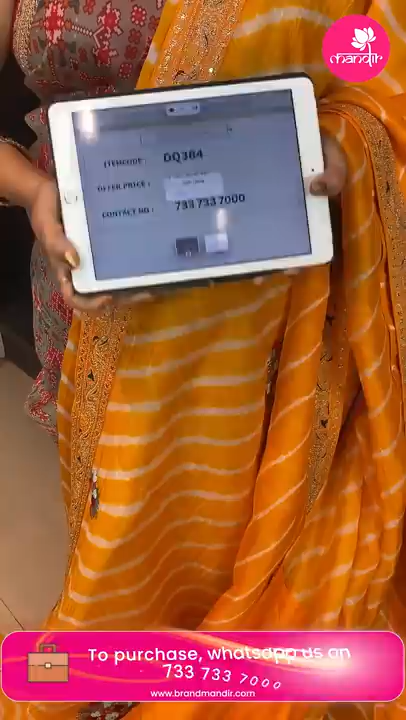 mandir
ITEMCODE : DQ384
OFFER PRICE :
CONTACT NO : 733 733 7000
To purchase, whatsapp us on
733 733 7000
www.brandmandir.com